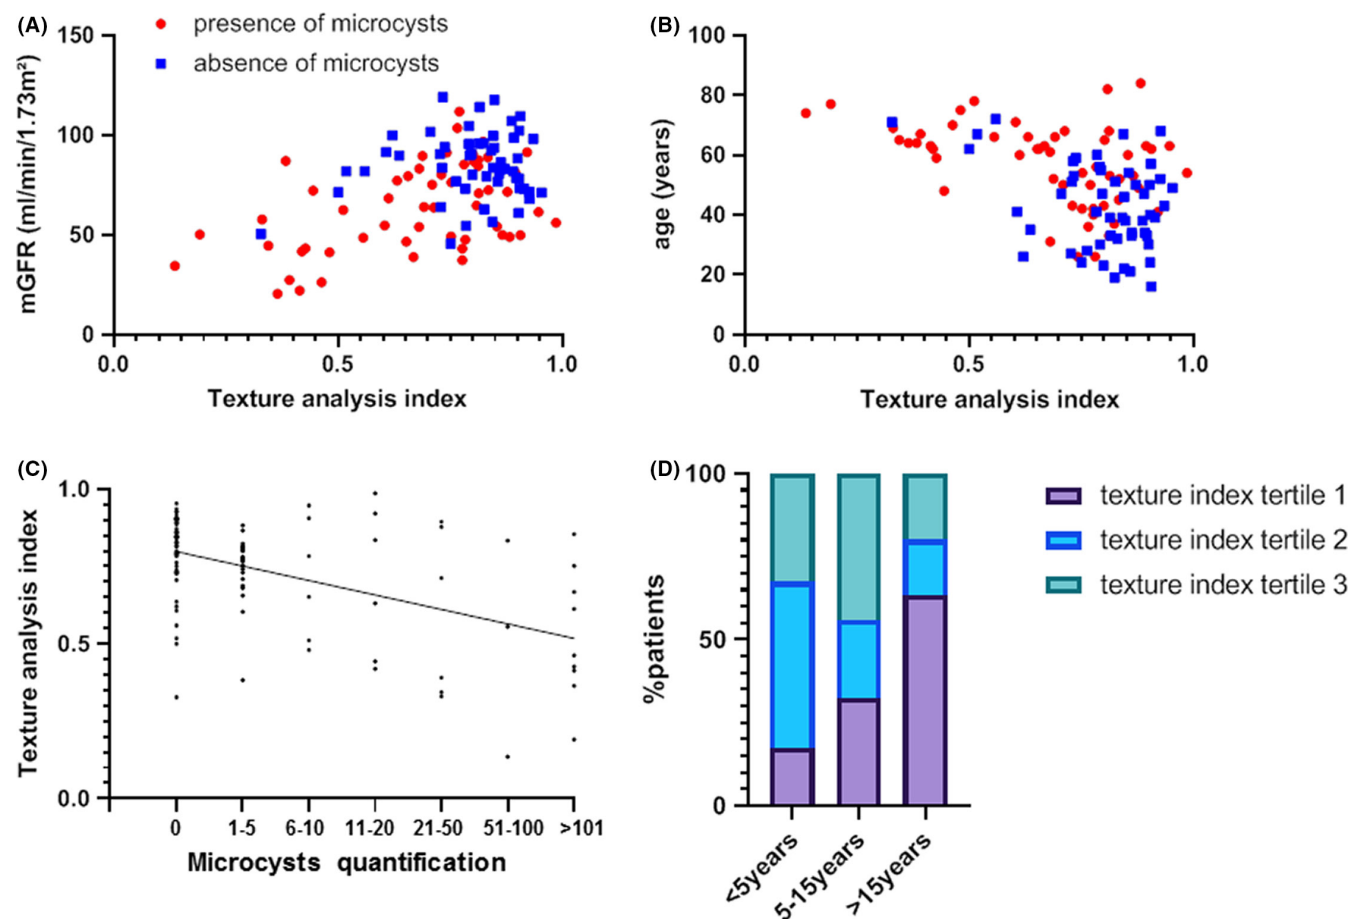 (A)
presence of microcysts
absence of microcysts
mGFR (ml/min/1.73m²)
150
100
50
0
0.0
0.5
1.0
Texture analysis index
(B)
age (years)
100
80
60
40
20
0
0.0
0.5
1.0
Texture analysis index
(C)
Texture analysis index
1.0
0.5
0.0
0
1-5
6-10
11-20
21-50
51-100
>101
Microcysts quantification
(D)
%patients
100
50
0
<5years
5-15years
>15years
texture index tertile 1
texture index tertile 2
texture index tertile 3